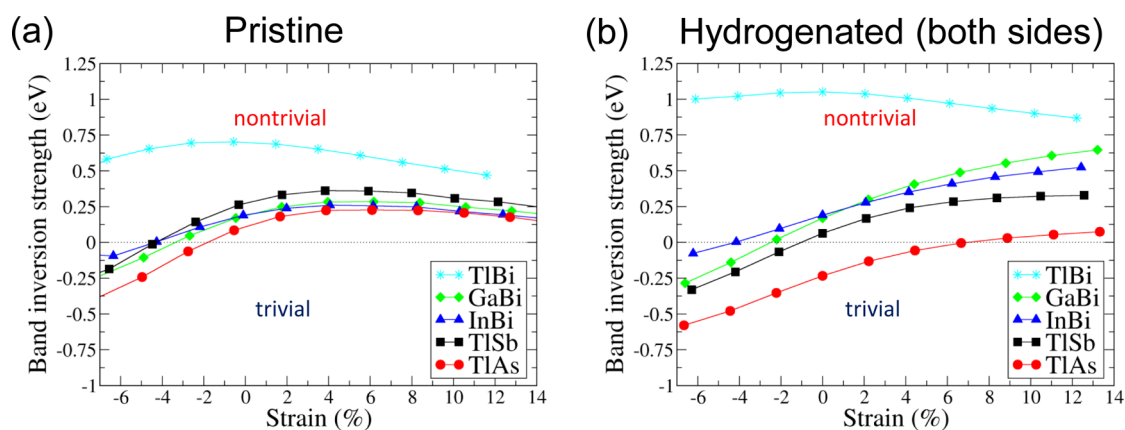 (a) Pristine
Band inversion strength (eV)
1.25
1
0.75
0.5
0.25
0
-0.25
-0.5
-0.75
-1
nontrivial
trivial
TlBi
GaBi
InBi
TlSb
TlAs
-6 -4 -2 0 2 4 6 8 10 12 14
Strain (%)
(b) Hydrogenated (both sides)
Band inversion strength (eV)
1.25
1
0.75
0.5
0.25
0
-0.25
-0.5
-0.75
-1
nontrivial
trivial
TlBi
GaBi
InBi
TlSb
TlAs
-6 -4 -2 0 2 4 6 8 10 12 14
Strain (%)